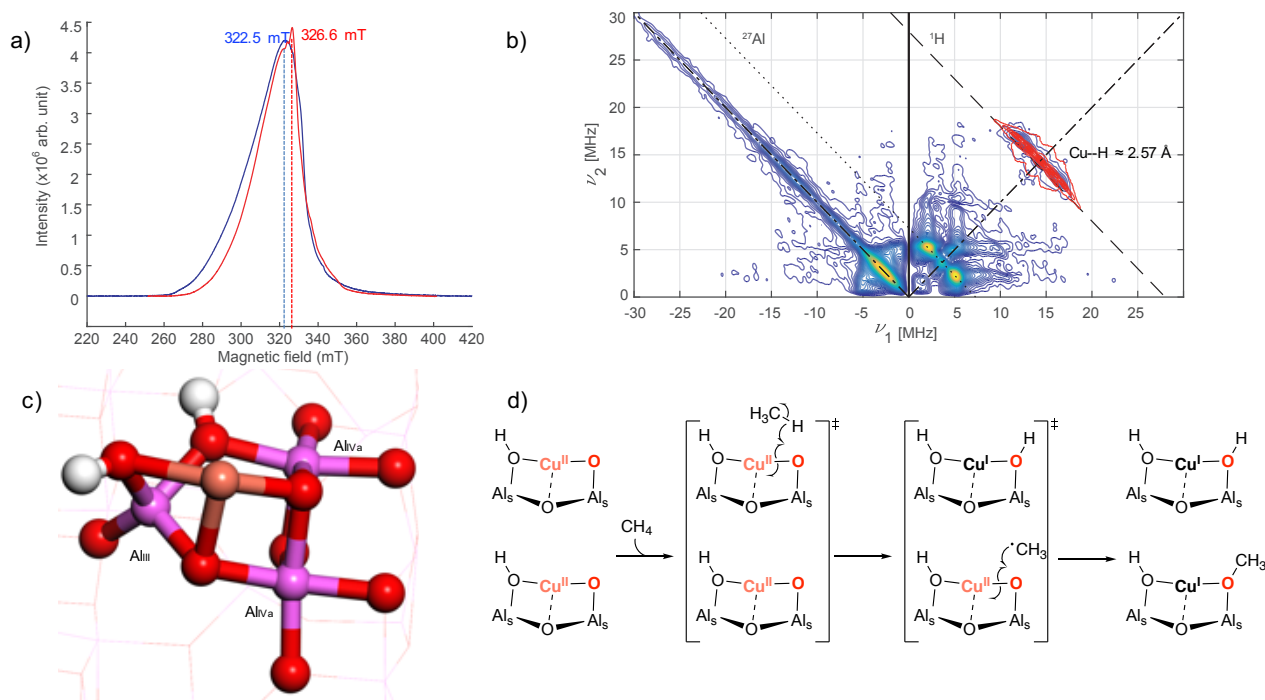 a)
4.5
4
3.5
3
2.5
2
1.5
1
0.5
0
Intensity (x10⁶ arb. unit)
322.5 mT
326.6 mT
220 240 260 280 300 320 340 360 380 400 420
Magnetic field (mT)
b)
30
25
20
15
10
5
0
ν₂ [MHz]
²⁷Al
¹H
Cu--H ≈ 2.57 Å
-30 -25 -20 -15 -10 -5 0 5 10 15 20
ν₁ [MHz]
c)
AlIVa
AlIII
AlIVa
d)
H
O
Cuᴵᴵ
O
Als
O
Als
H
O
Cuᴵᴵ
O
Als
O
Als
CH₄
H₃C
H
H
O
Cuᴵᴵ
O
Als
O
Als
H
O
Cuᴵᴵ
O
Als
O
Als
‡
H
H
O
Cuᴵ
O
Als
O
Als
•CH₃
H
O
Cuᴵᴵ
O
Als
O
Als
‡
H
H
O
Cuᴵ
O
Als
O
Als
H
CH₃
O
Cuᴵ
O
Als
O
Als